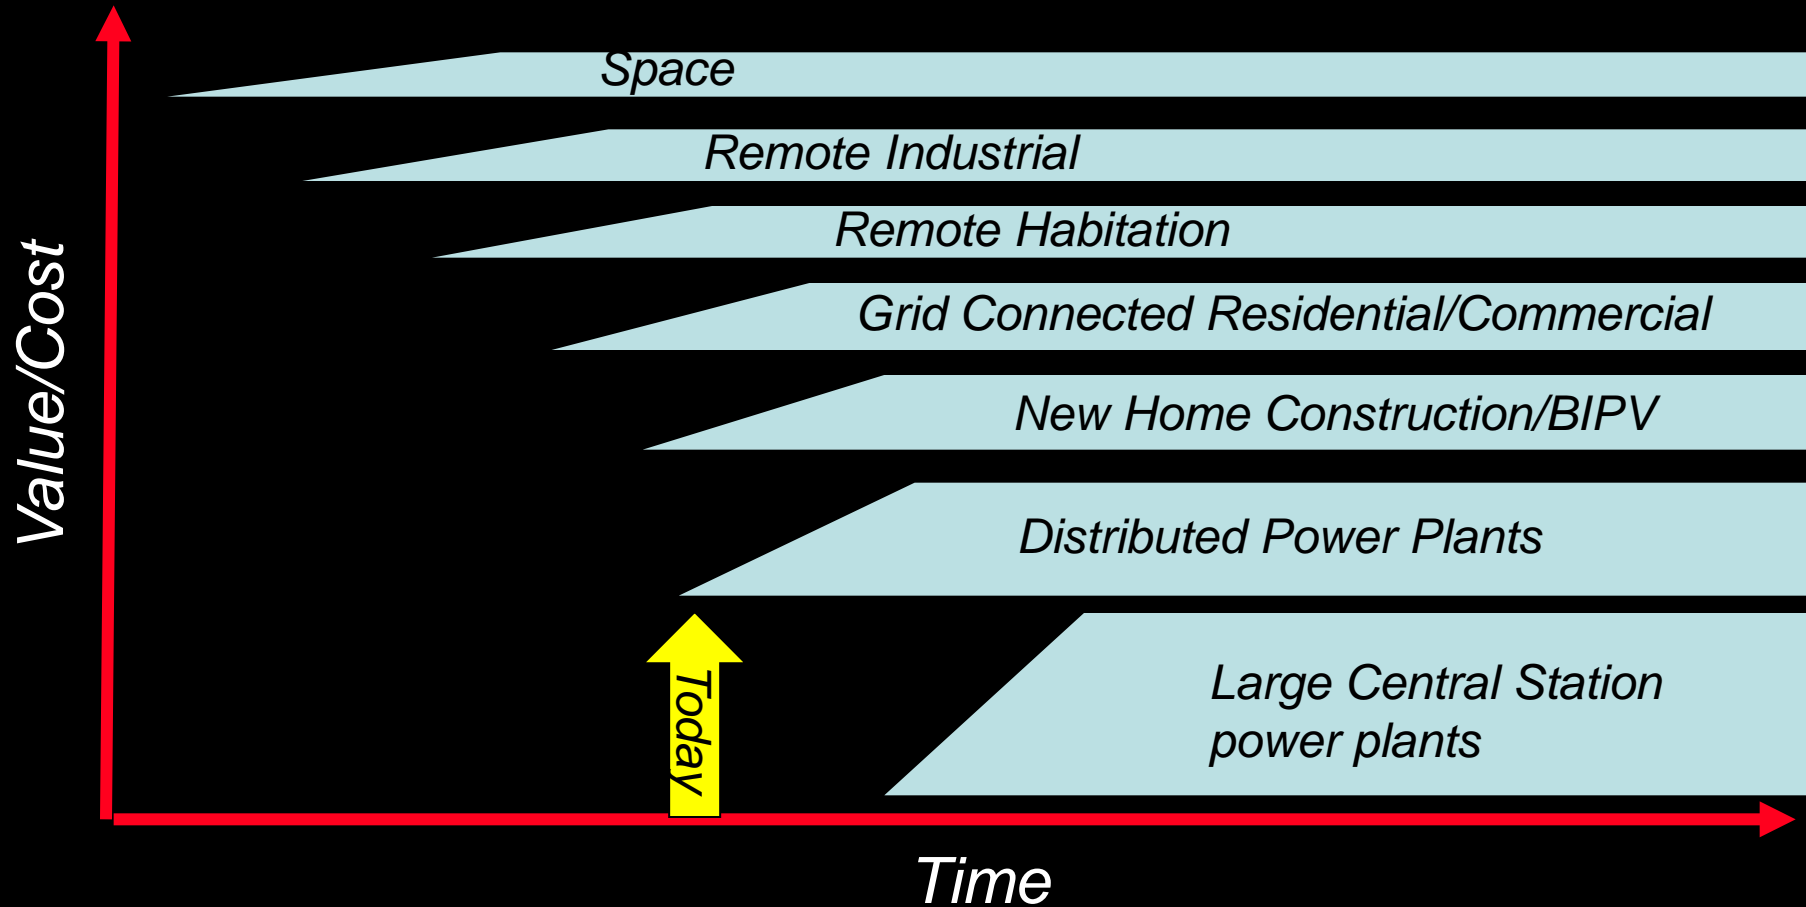 Space
Remote Industrial
Remote Habitation
Grid Connected Residential/Commercial
New Home Construction/BIPV
Distributed Power Plants
Large Central Station
power plants
Value/Cost
Today
Time